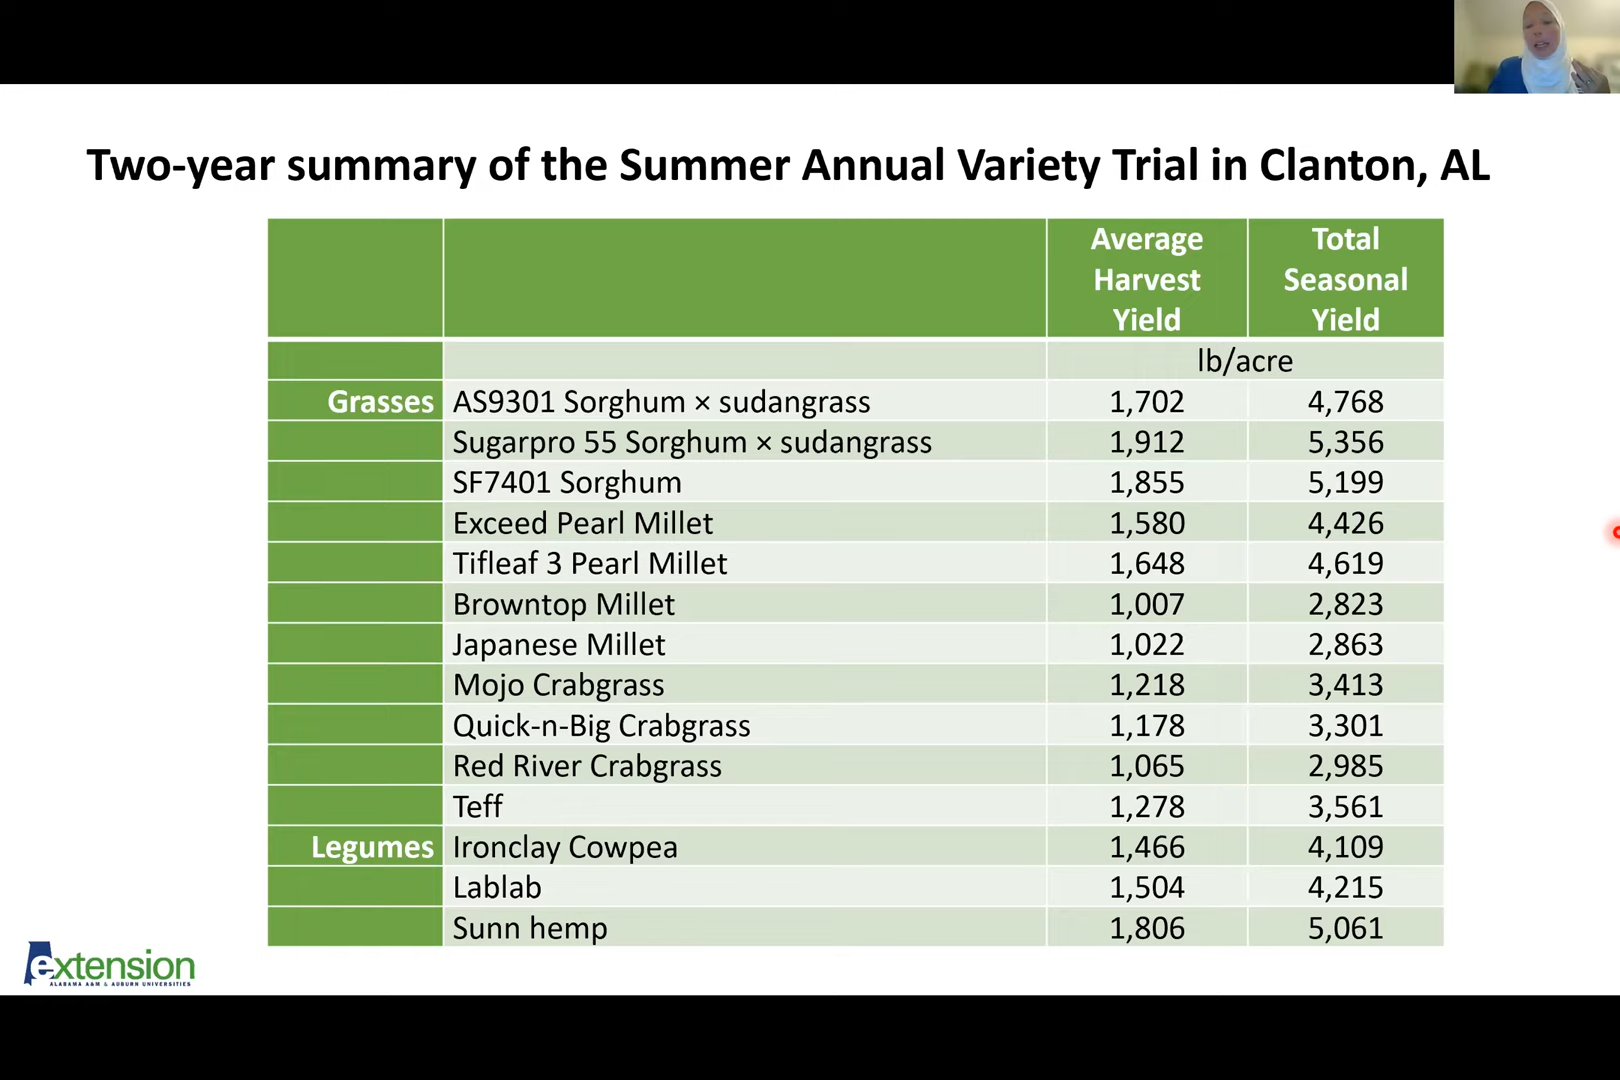 Two-year summary of the Summer Annual Variety Trial in Clanton, AL
Average Harvest Yield Total Seasonal Yield
lb/acre
Grasses AS9301 Sorghum × sudangrass 1,702 4,768
Sugarpro 55 Sorghum × sudangrass 1,912 5,356
SF7401 Sorghum 1,855 5,199
Exceed Pearl Millet 1,580 4,426
Tifleaf 3 Pearl Millet 1,648 4,619
Browntop Millet 1,007 2,823
Japanese Millet 1,022 2,863
Mojo Crabgrass 1,218 3,413
Quick-n-Big Crabgrass 1,178 3,301
Red River Crabgrass 1,065 2,985
Teff 1,278 3,561
Legumes Ironclay Cowpea 1,466 4,109
Lablab 1,504 4,215
Sunn hemp 1,806 5,061
extension
ALABAMA A&M & AUBURN UNIVERSITIES